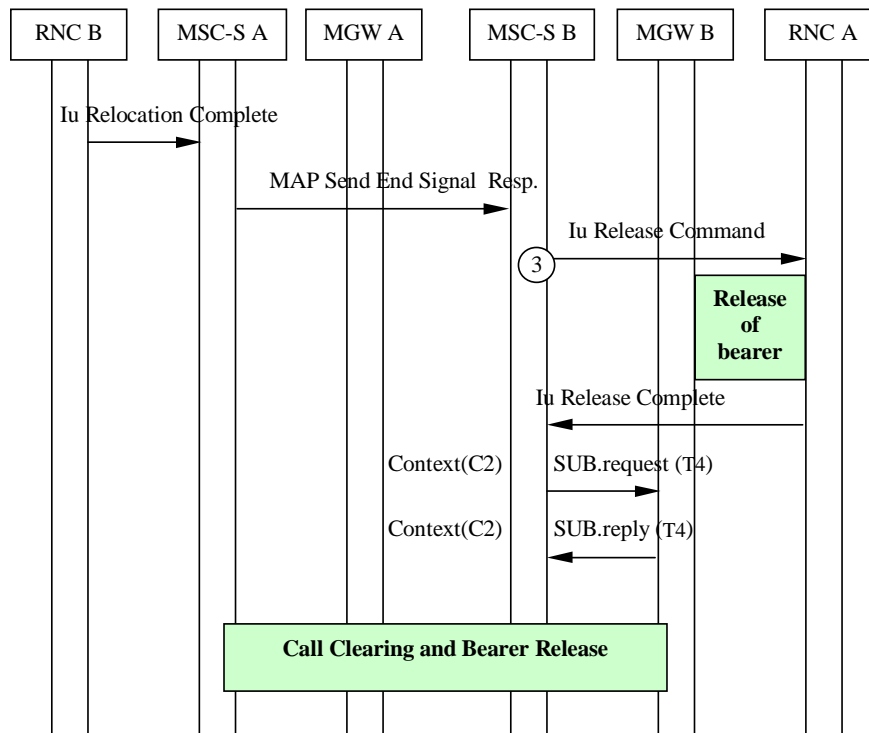 RNC B
MSC-S A
MGW A
MSC-S B
MGW B
RNC A
Iu Relocation Complete
MAP Send End Signal Resp.
Iu Release Command
3
Release
of
bearer
Iu Release Complete
Context(C2)
SUB.request (T4)
Context(C2)
SUB.reply (T4)
Call Clearing and Bearer Release